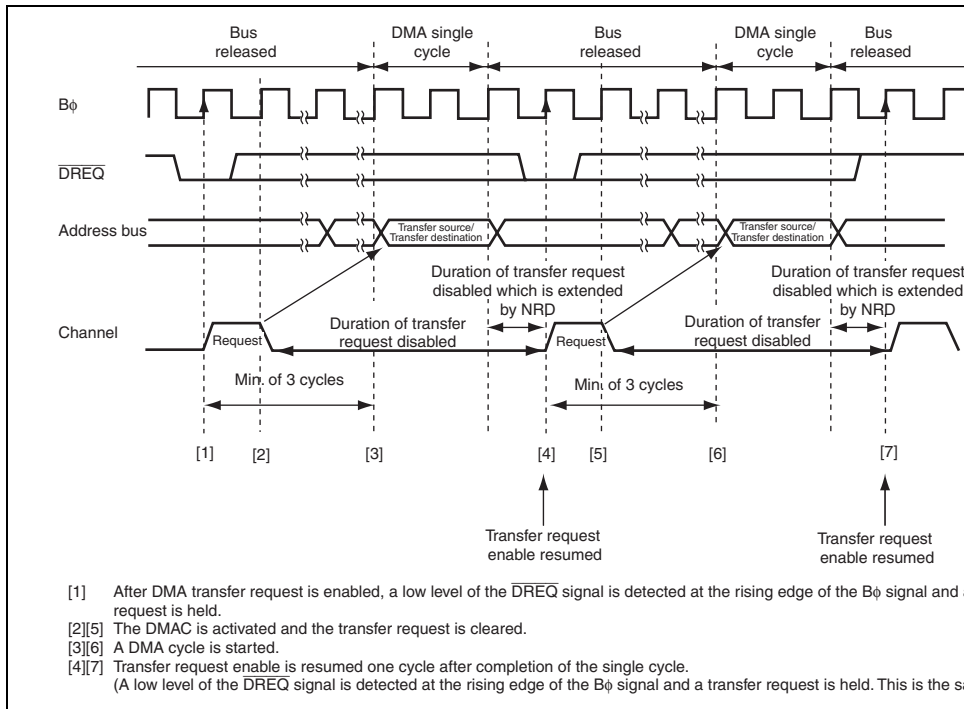 Bus released
DMA single cycle
Bus released
DMA single cycle
Bus released
Bφ
DREQ
Address bus
Transfer source/
Transfer destination
Transfer source/
Transfer destination
Duration of transfer request
disabled which is extended
by NRD
Duration of transfer request
disabled which is extended
by NRD
Channel
Request
Duration of transfer
request disabled
Request
Duration of transfer
request disabled
Min. of 3 cycles
Min. of 3 cycles
[1]
[2]
[3]
[4]
[5]
[6]
[7]
Transfer request
enable resumed
Transfer request
enable resumed
[1] After DMA transfer request is enabled, a low level of the DREQ signal is detected at the rising edge of the Bφ signal and
request is held.
[2][5] The DMAC is activated and the transfer request is cleared.
[3][6] A DMA cycle is started.
[4][7] Transfer request enable is resumed one cycle after completion of the single cycle.
(A low level of the DREQ signal is detected at the rising edge of the Bφ signal and a transfer request is held. This is the